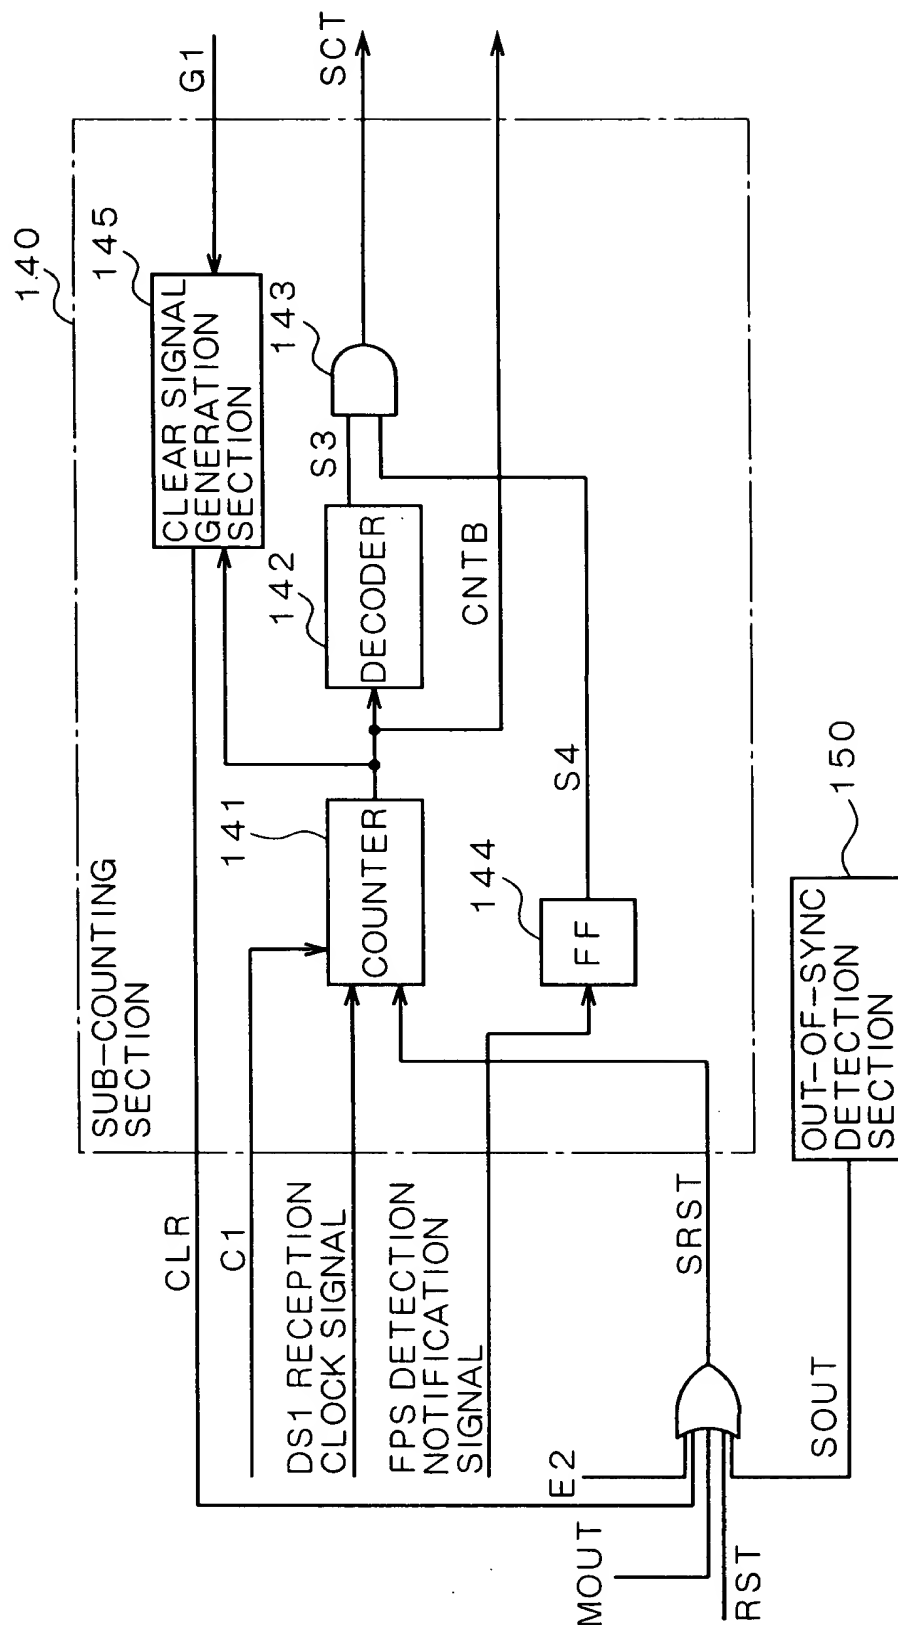 140
SUB-COUNTING
SECTION
145
CLEAR SIGNAL
GENERATION
SECTION
G1
CLR
C1
141
COUNTER
142
DECODER
S3
143
SCT
DS1 RECEPTION
CLOCK SIGNAL
FPS DETECTION
NOTIFICATION
SIGNAL
CNTB
144
FF
S4
E2
MOUT
RST
SRST
SOUT
OUT-OF-SYNC
DETECTION
SECTION
150